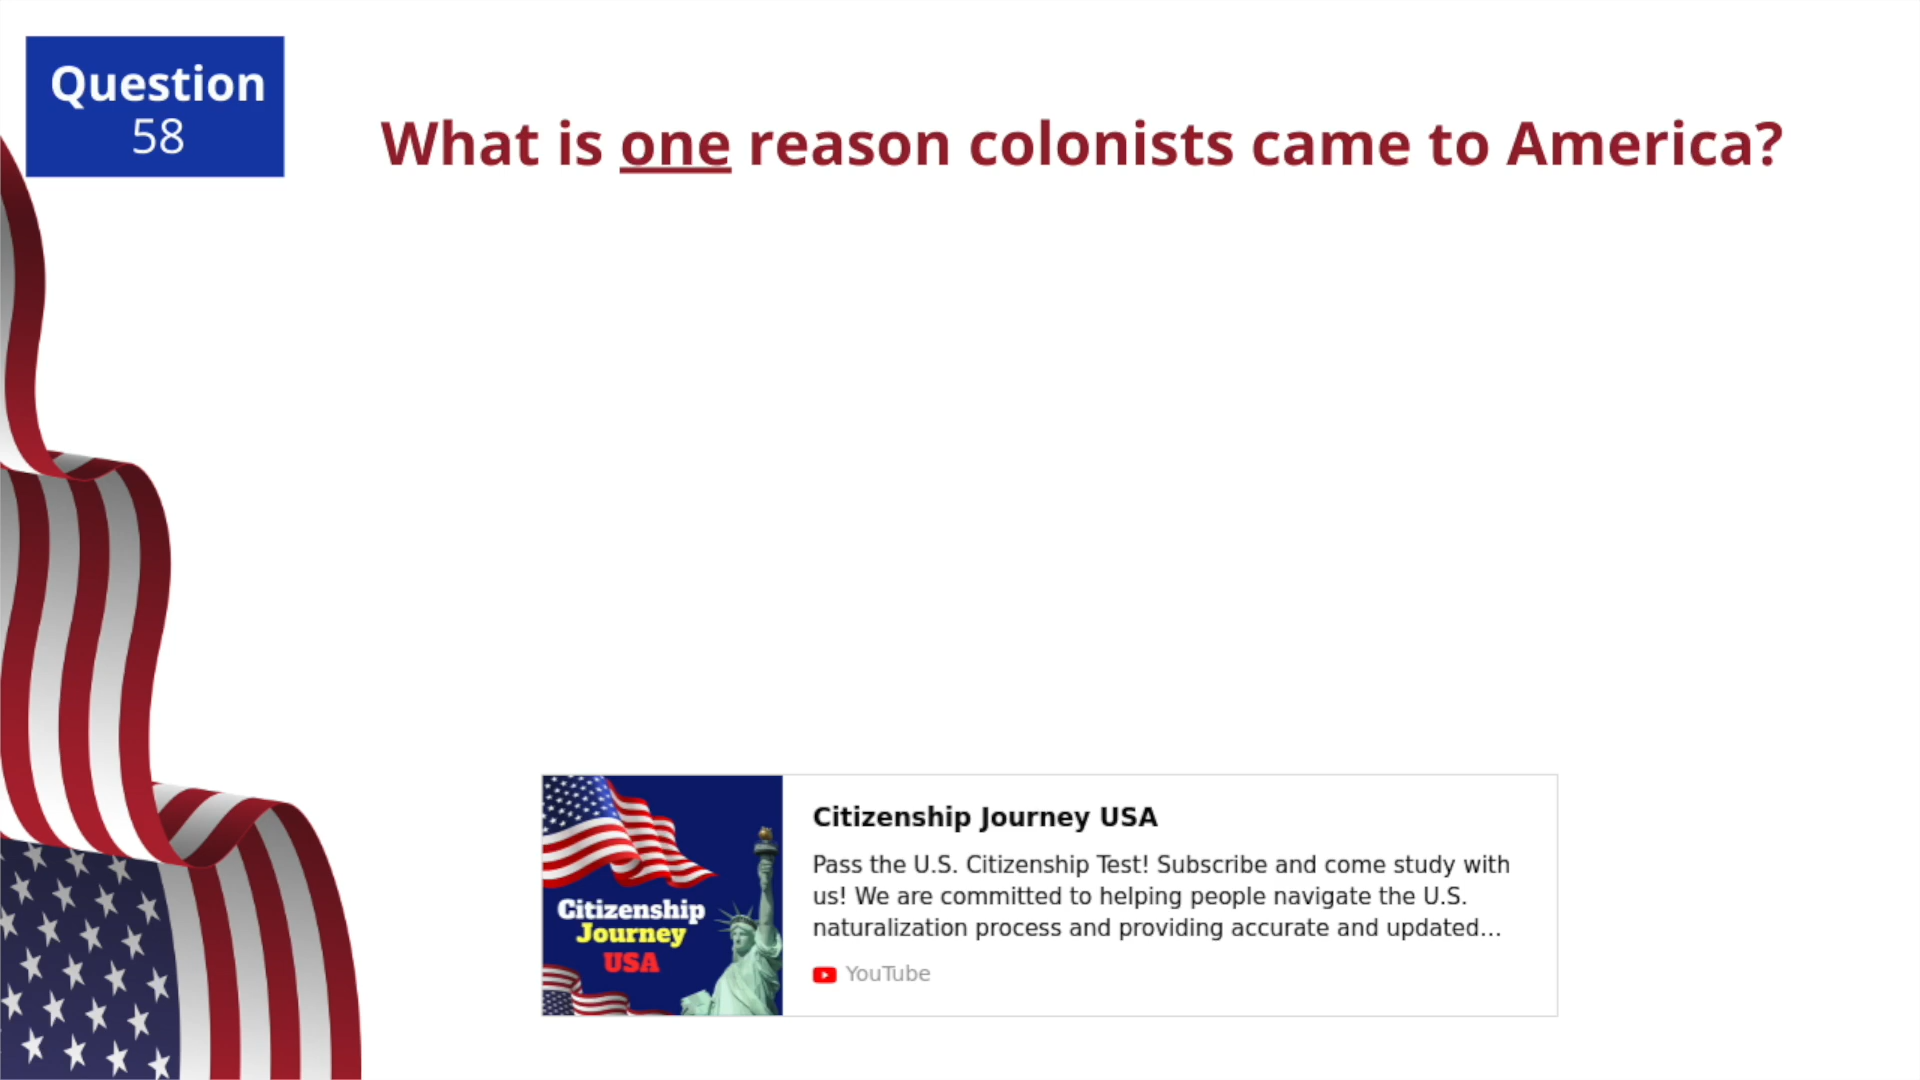 Question
58
What is one reason colonists came to America?
Citizenship
Journey
USA
Citizenship Journey USA
Pass the U.S. Citizenship Test! Subscribe and come study with
us! We are committed to helping people navigate the U.S.
naturalization process and providing accurate and updated...
YouTube